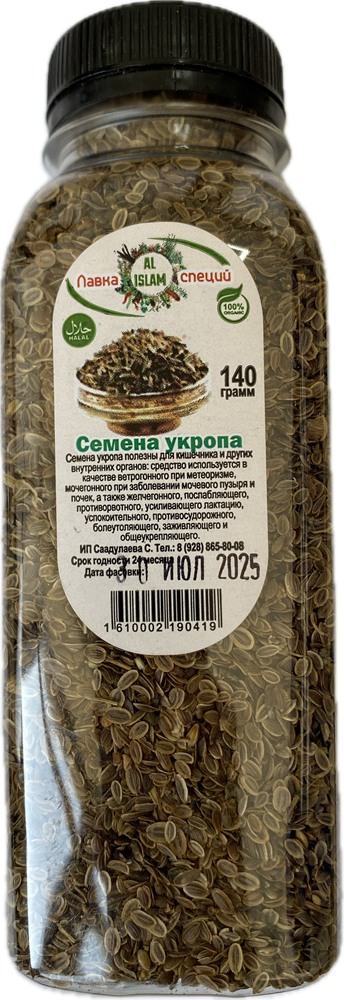 AL
ISLAM
Лавка специй
100%
ORGANIC
حلال
HALAL
140
грамм
Семена укропа
Семена укропа полезны для кишечника и других
внутренних органов: средство используется в
качестве ветрогонного при метеоризме,
мочегонного при заболевании мочевого пузыря и
почек, а также желчегонного, послабляющего,
противорвотного, усиливающего лактацию,
успокоительного, противосудорожного,
болеутоляющего, заживляющего и
общеукрепляющего.
ИП Саадулаева С. Тел.: 8 (928) 865-80-08
Срок годности 24 месяца
Дата фасовки: ИЮЛ 2025
1 610002 190419